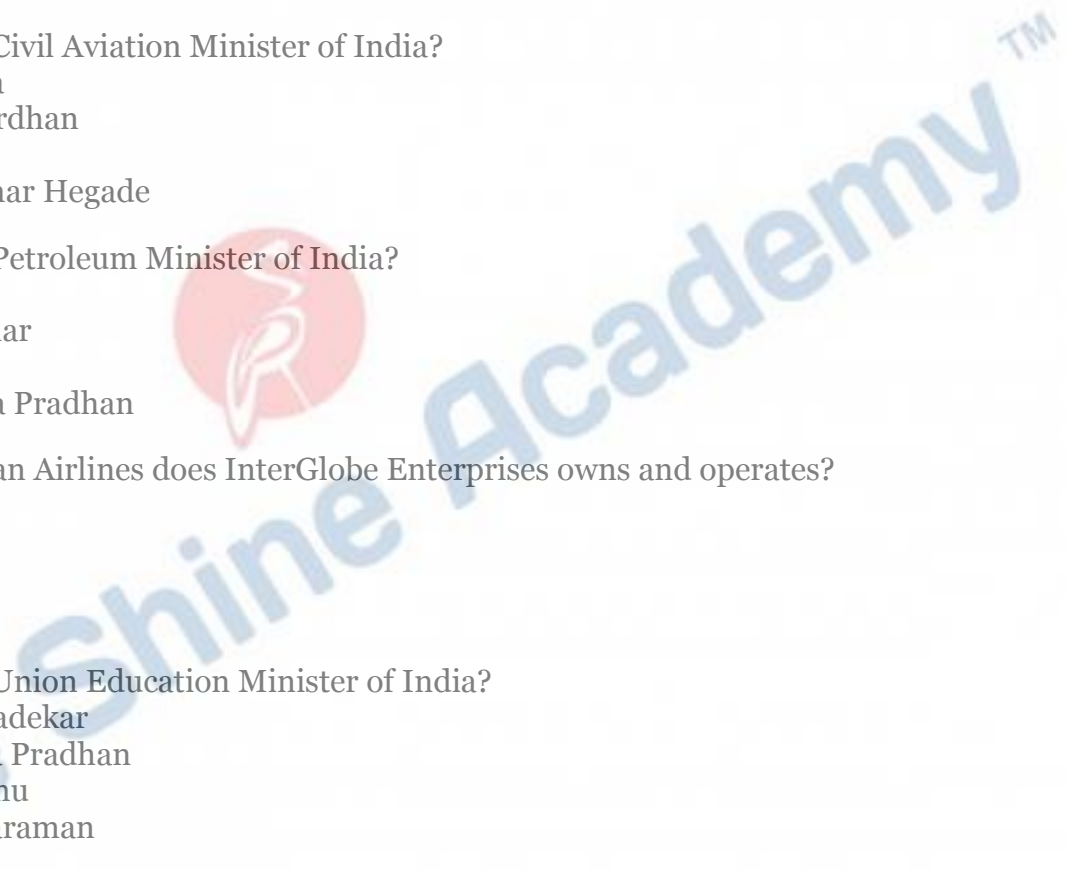 Civil Aviation Minister of India?
a
rdhan
nar Hegade
Petroleum Minister of India?
ar
a Pradhan
an Airlines does InterGlobe Enterprises owns and operates?
Union Education Minister of India?
adekar
Pradhan
hu
araman
Shine Academy
TM